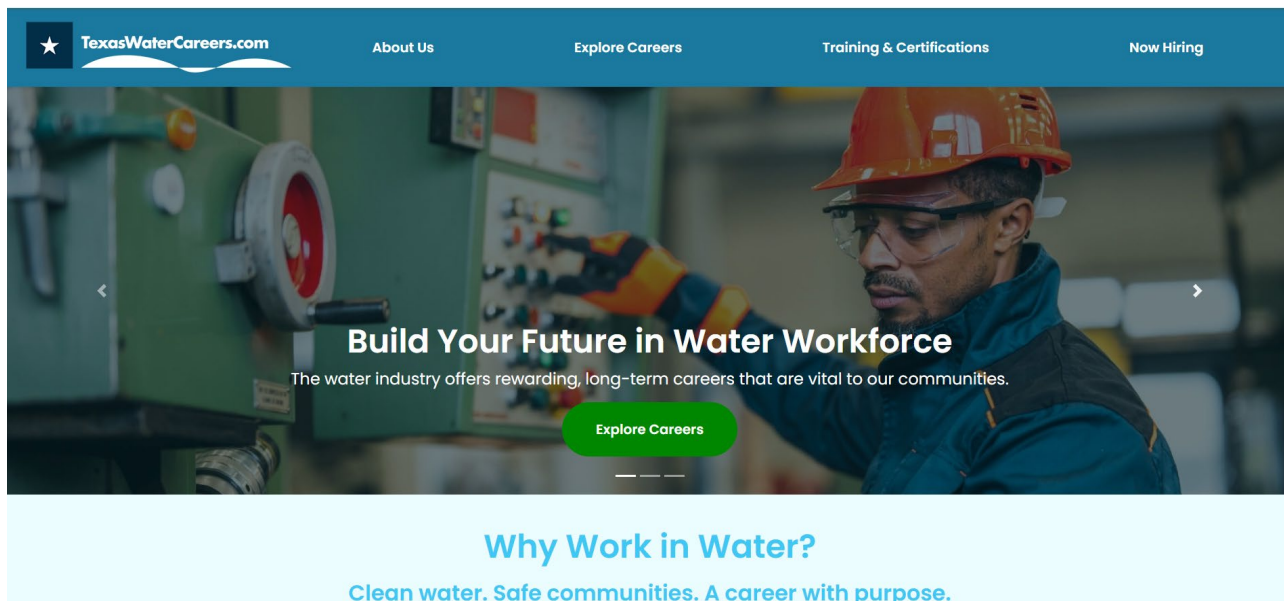 TexasWaterCareers.com
About Us
Explore Careers
Training & Certifications
Now Hiring
Build Your Future in Water Workforce
The water industry offers rewarding, long-term careers that are vital to our communities.
Explore Careers
Why Work in Water?
Clean water. Safe communities. A career with purpose.